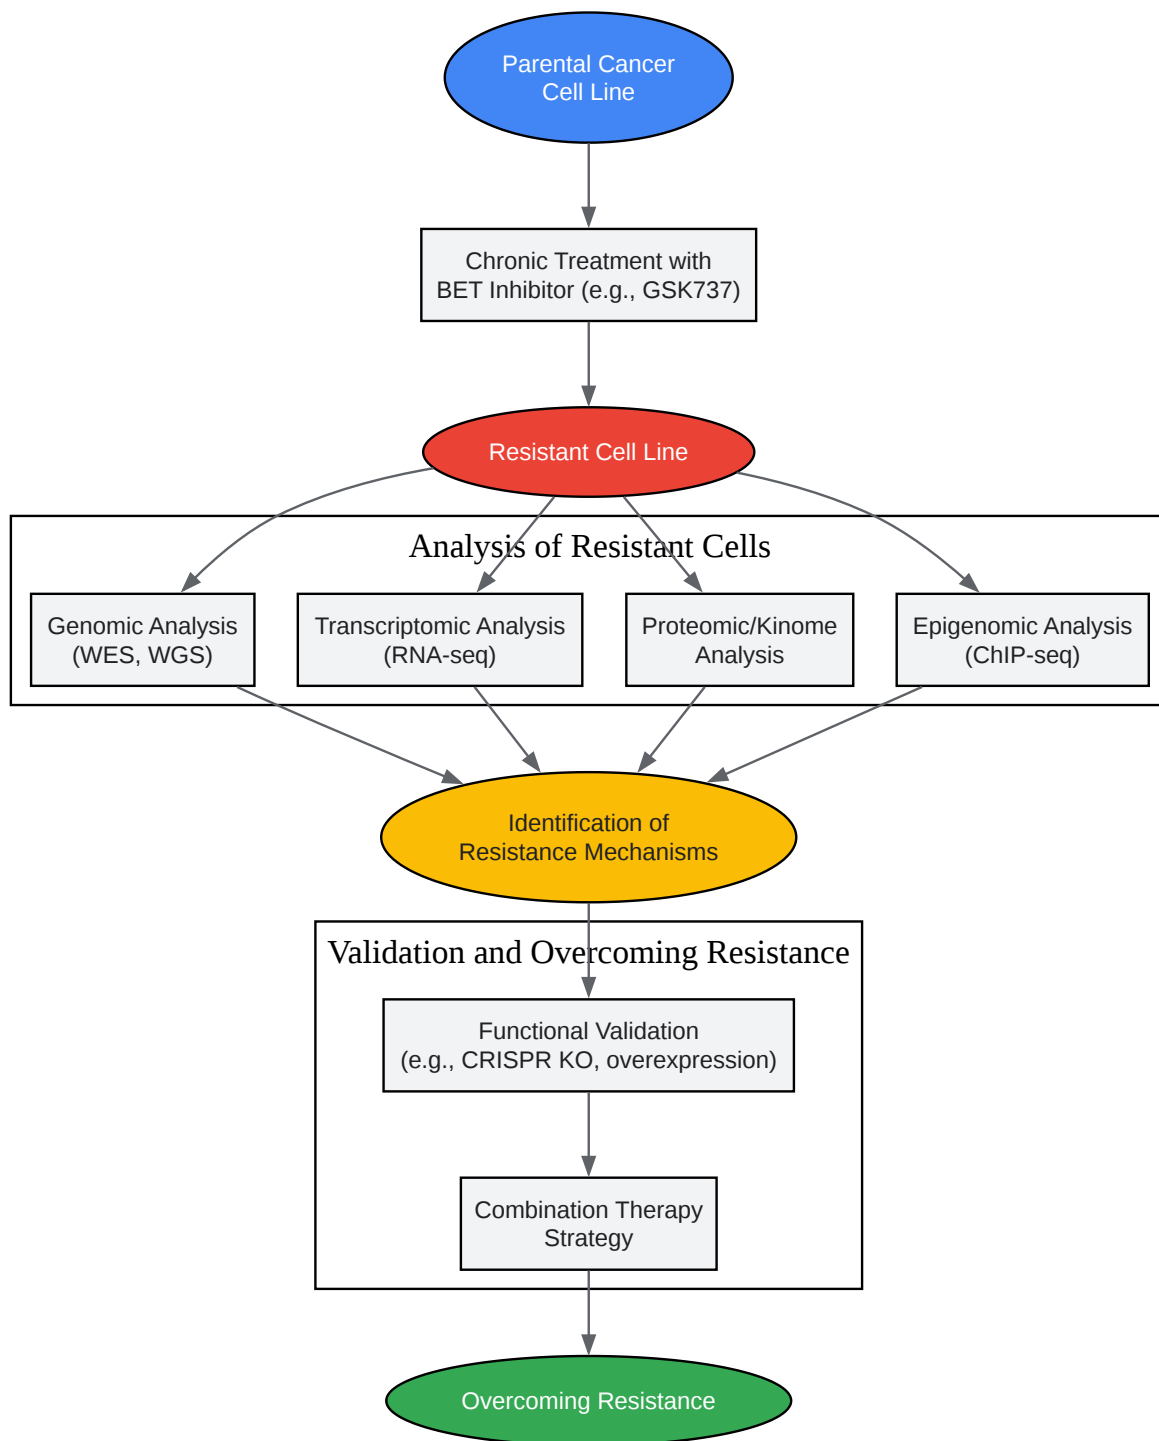 Parental Cancer
Cell Line
Chronic Treatment with
BET Inhibitor (e.g., GSK737)
Resistant Cell Line
Analysis of Resistant Cells
Genomic Analysis
(WES, WGS)
Transcriptomic Analysis
(RNA-seq)
Proteomic/Kinome
Analysis
Epigenomic Analysis
(ChIP-seq)
Identification of
Resistance Mechanisms
Validation and Overcoming Resistance
Functional Validation
(e.g., CRISPR KO, overexpression)
Combination Therapy
Strategy
Overcoming Resistance